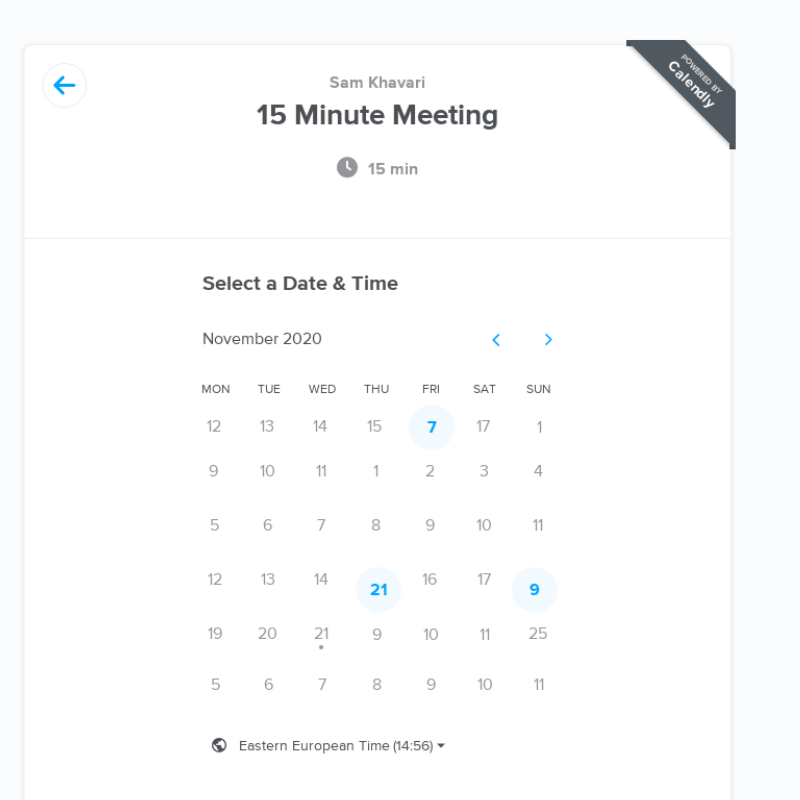 POWERED BY
Calendly
Sam Khavari
15 Minute Meeting
15 min
Select a Date & Time
November 2020
MON TUE WED THU FRI SAT SUN
12 13 14 15 7 17 1
9 10 11 1 2 3 4
5 6 7 8 9 10 11
12 13 14 21 16 17 9
19 20 21 9 10 11 25
5 6 7 8 9 10 11
Eastern European Time (14:56)